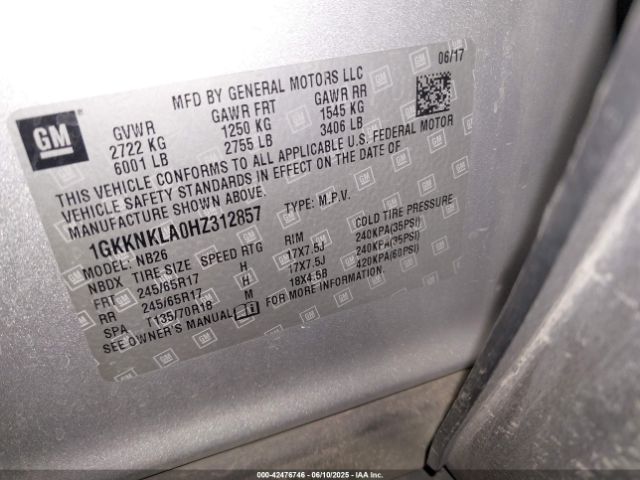 GM
MFD BY GENERAL MOTORS LLC 06/17
GVWR GAWR FRT GAWR RR
2722 KG 1250 KG 1545 KG
6001 LB 2755 LB 3406 LB
THIS VEHICLE CONFORMS TO ALL APPLICABLE U.S. FEDERAL MOTOR
VEHICLE SAFETY STANDARDS IN EFFECT ON THE DATE OF
MANUFACTURE SHOWN ABOVE.
1GKKNKLA0HZ312857 TYPE: M.P.V.
MODEL: NB26
NBDX TIRE SIZE SPEED RTG RIM COLD TIRE PRESSURE
FRT 245/65R17 H 17X7.5J 240KPA(35PSI)
RR 245/65R17 H 17X7.5J 240KPA(35PSI)
SPA T135/70R18 M 18X4.5B 420KPA(60PSI)
SEE OWNER'S MANUAL FOR MORE INFORMATION.
000-42476746 - 06/10/2025 - IAA Inc.